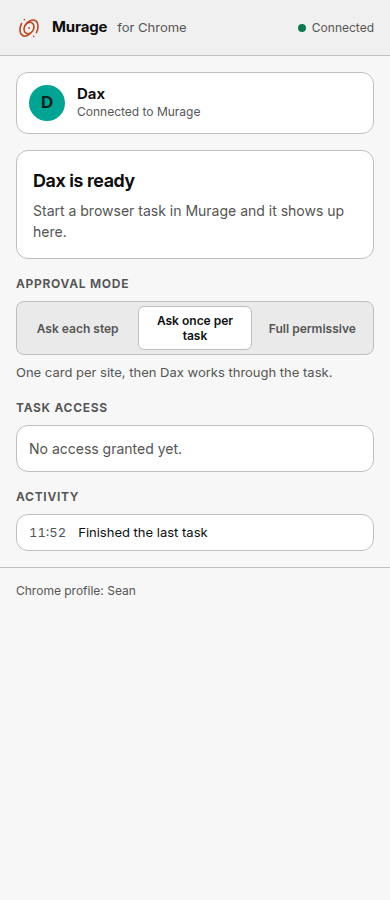 Murage for Chrome
Connected
D
Dax
Connected to Murage
Dax is ready
Start a browser task in Murage and it shows up
here.
APPROVAL MODE
Ask each step
Ask once per
task
Full permissive
One card per site, then Dax works through the task.
TASK ACCESS
No access granted yet.
ACTIVITY
11:52 Finished the last task
Chrome profile: Sean